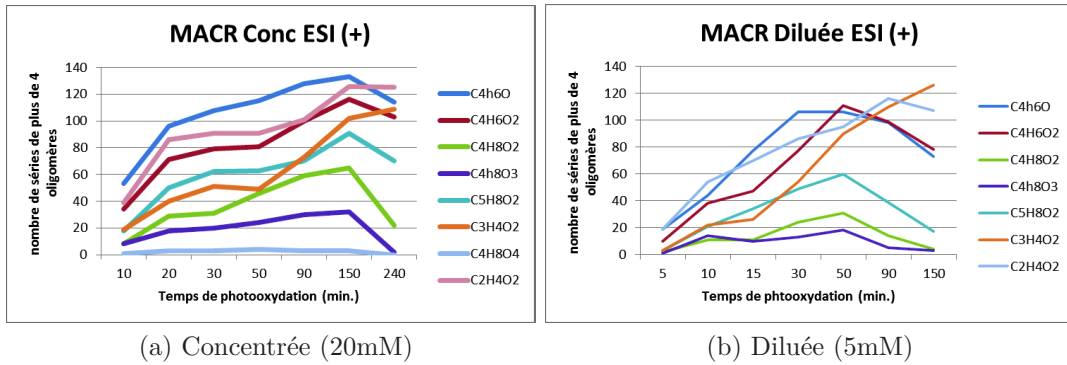 MACR Conc ESI (+)
nombre de séries de plus de 4
oligomères
140
120
100
80
60
40
20
0
10 20 30 50 90 150 240
Temps de photooxydation (min.)
C4h6O
C4H6O2
C4H8O2
C4h8O3
C5H8O2
C3H4O2
C4H8O4
C2H4O2
(a) Concentrée (20mM)
MACR Diluée ESI (+)
nombre de séries de plus de 4
oligomères
140
120
100
80
60
40
20
0
5 10 15 30 50 90 150
Temps de photooxydation (min.)
C4h6O
C4H6O2
C4H8O2
C4h8O3
C5H8O2
C3H4O2
C2H4O2
(b) Diluée (5mM)